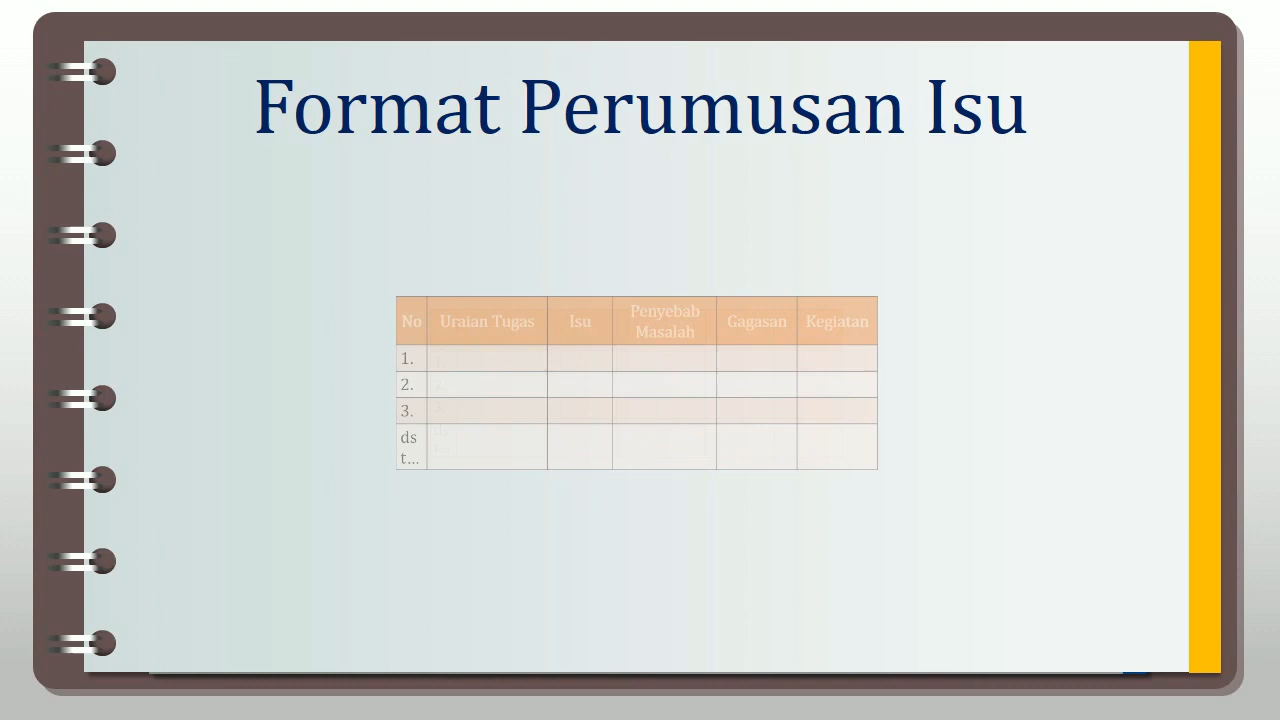 Format Perumusan Isu
No Uraian Tugas Isu Penyebab Masalah Gagasan Kegiatan
1.
2.
3.
ds
t...